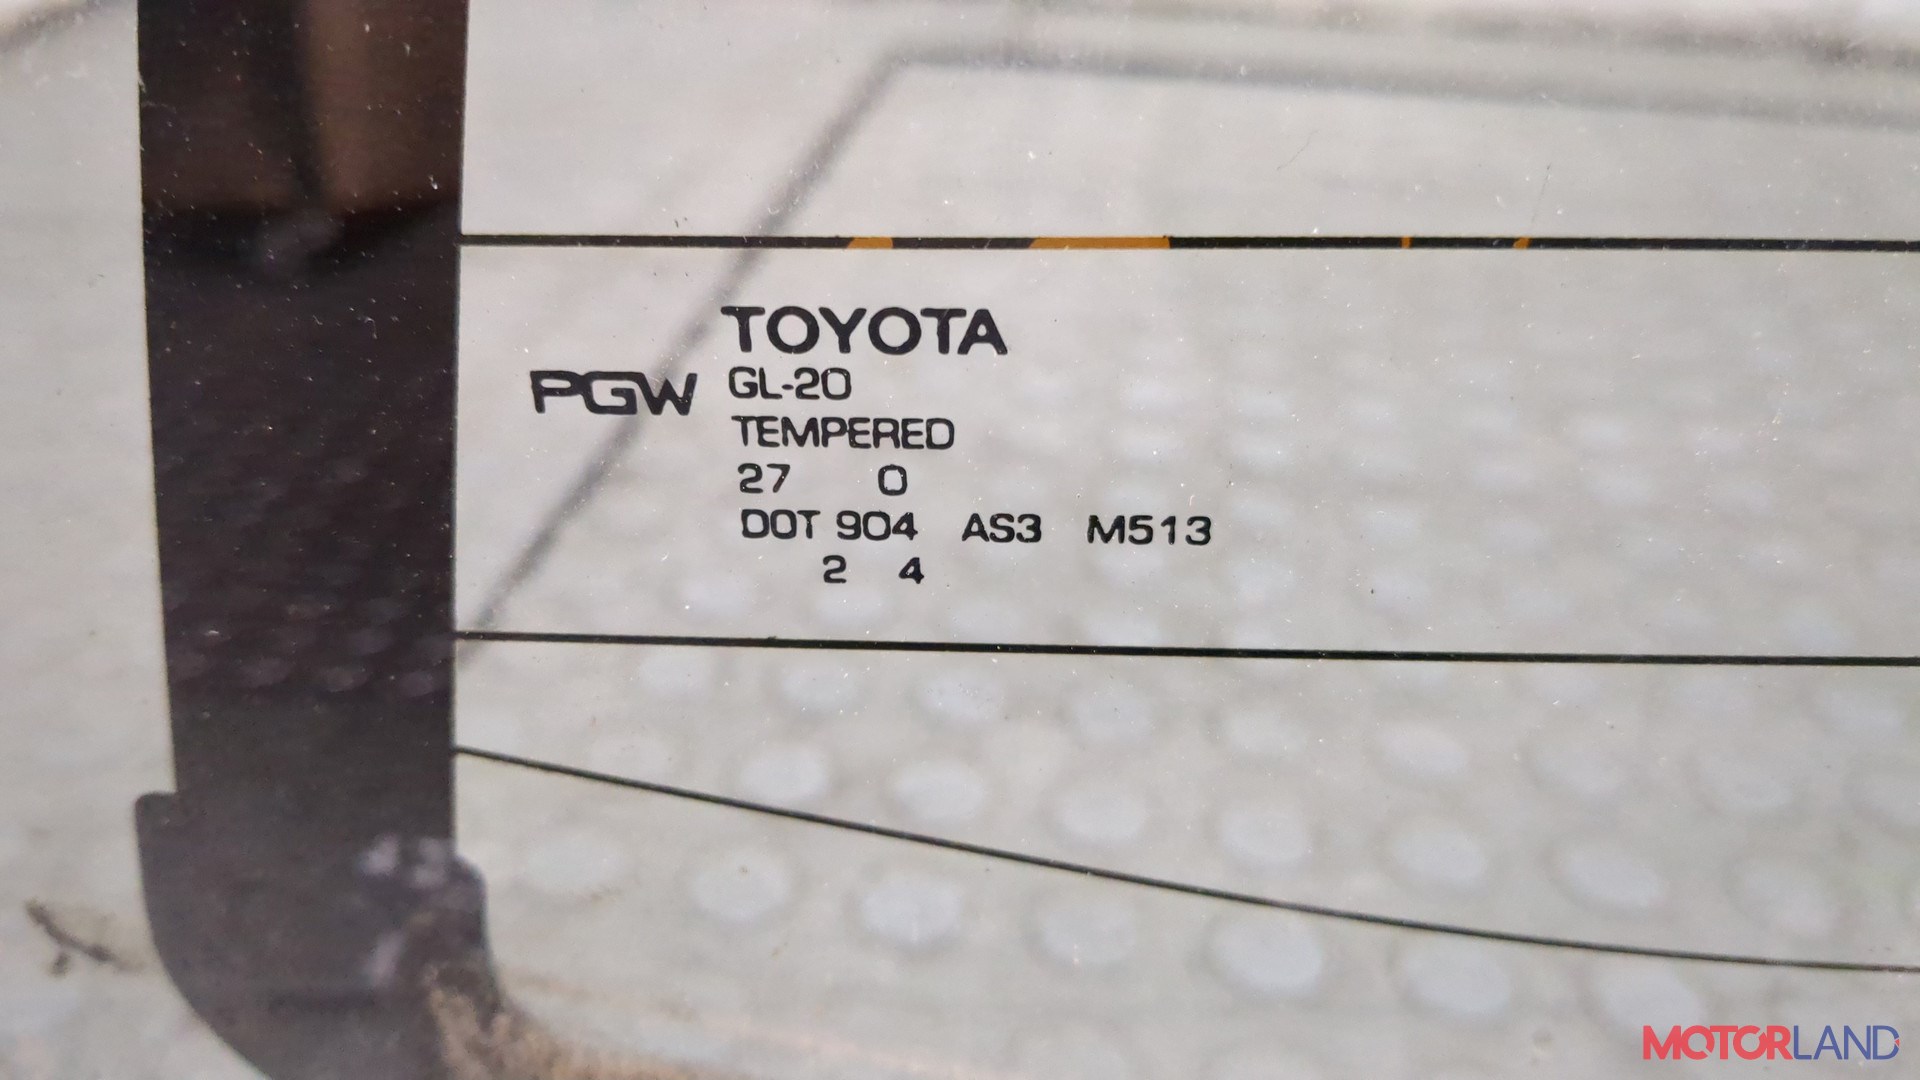 TOYOTA
PGW GL-20
TEMPERED
27 0
DOT 904 AS3 M513
2 4
MOTORLAND